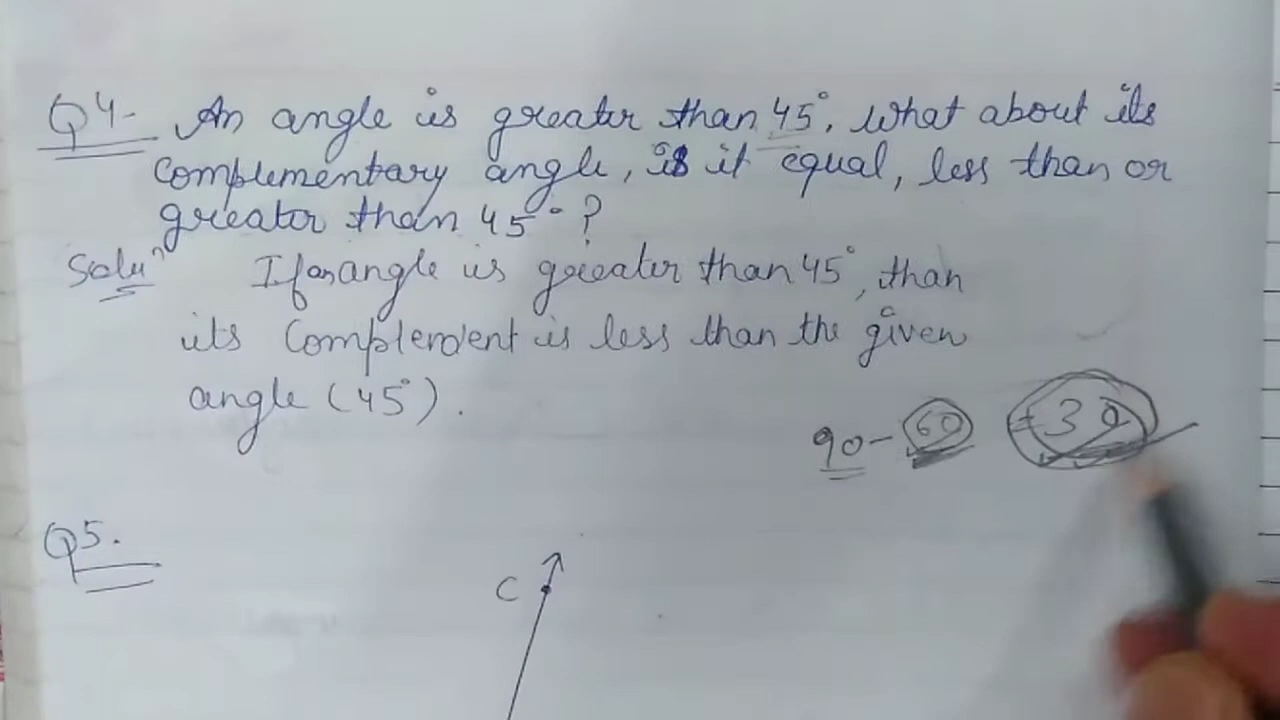 Q4- An angle is greater than 45°. What about its
complementary angle, is it equal, less than or
greater than 45° ?
Soluⁿ If an angle is greater than 45°, than
its Complendent is less than the given
angle (45°).
90 - 60 = 30
Q5.
C